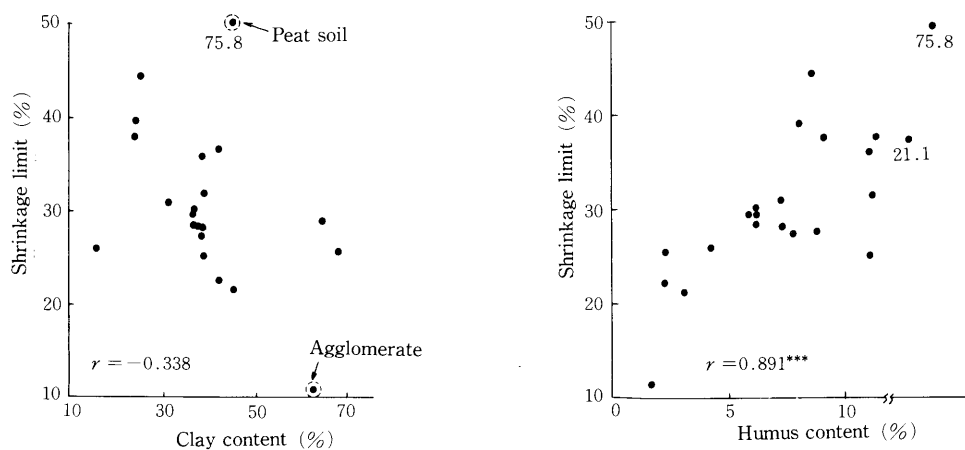 50
40
30
20
10
Shrinkage limit (%)
Peat soil
75.8
Agglomerate
r = −0.338
10
30
50
70
Clay content (%)
50
40
30
20
10
Shrinkage limit (%)
75.8
21.1
r = 0.891***
0
5
10
Humus content (%)